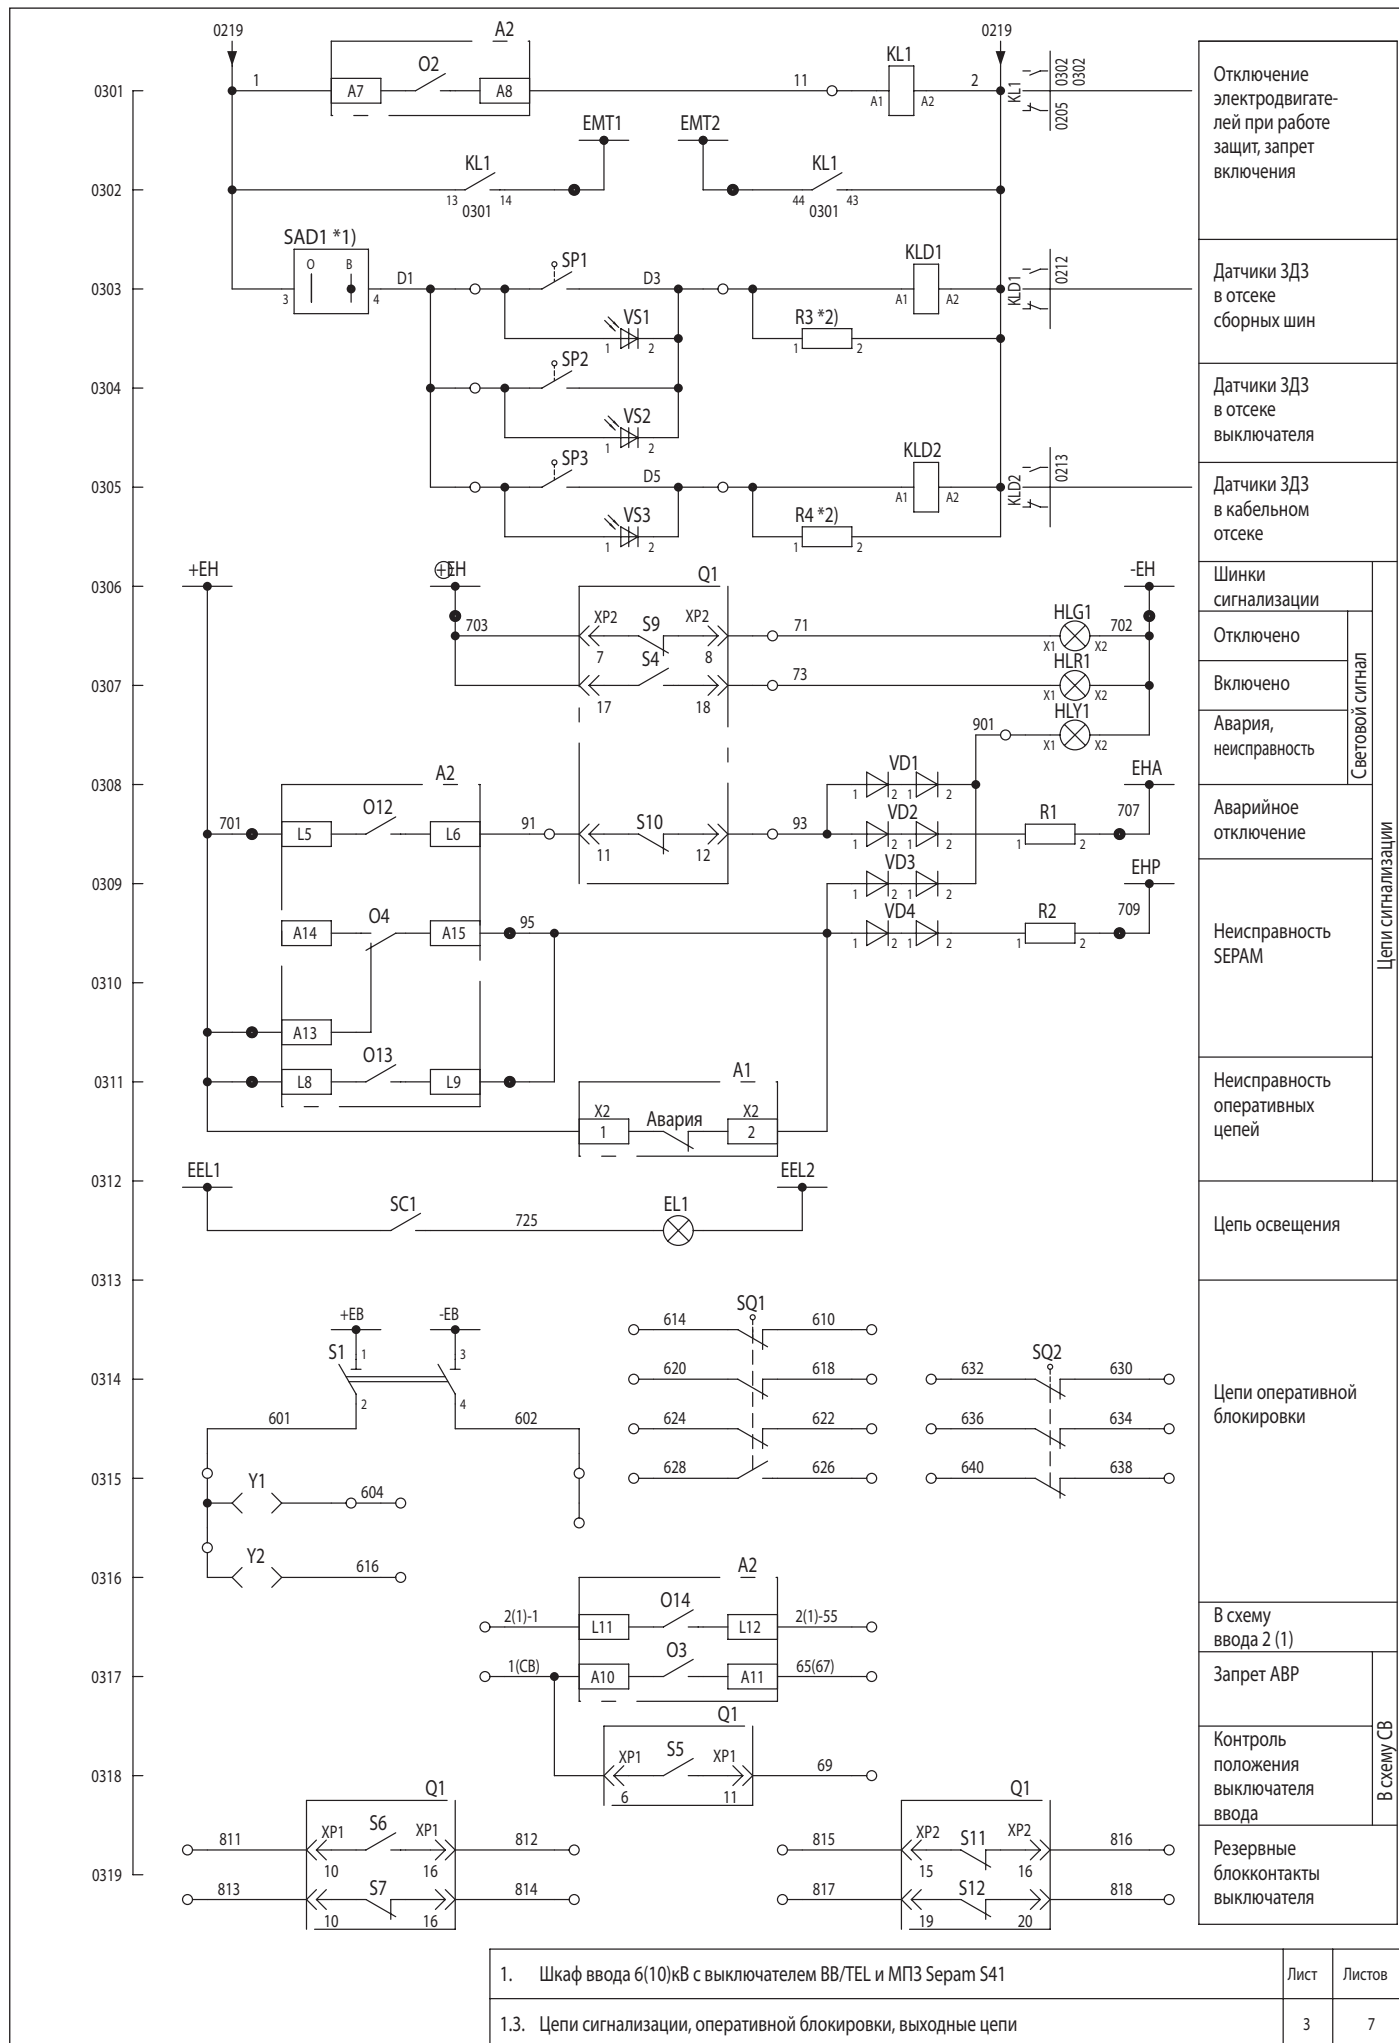 0219 A2 0219
0301 1 A7 O2 A8 11 KL1 A1 A2 2 KL1 0302 0302 0205
Отключение
электродвигате-
лей при работе
защит, запрет
включения
EMT1 EMT2
0302 KL1 13 14 0301 KL1 44 43 0301
SAD1 *1)
O B
0303 3 4 D1 SP1 D3 KLD1 A1 A2 KLD1 0212
Датчики ЗДЗ
в отсеке
сборных шин
VS1 1 2 R3 *2) 1 2
0304 SP2
VS2 1 2
Датчики ЗДЗ
в отсеке
выключателя
0305 SP3 D5 KLD2 A1 A2 KLD2 0213
VS3 1 2 R4 *2) 1 2
Датчики ЗДЗ
в кабельном
отсеке
0306 +EH (+)EH Q1 -EH
Шинки
сигнализации
703 XP2 7 S9 XP2 8 71 HLG1 X1 X2 702
Отключено
0307 17 S4 18 73 HLR1 X1 X2
Включено
901 HLY1 X1 X2
Авария,
неисправность
Световой сигнал
0308 A2 VD1 1 2 1 2 EHA
701 L5 O12 L6 91 11 S10 12 93 VD2 1 2 1 2 R1 1 2 707
Аварийное
отключение
Цепи сигнализации
0309 VD3 1 2 1 2 EHP
A14 O4 A15 95 VD4 1 2 1 2 R2 1 2 709
Неисправность
SEPAM
0310
A13
0311 L8 O13 L9 A1
X2 1 Авария X2 2
Неисправность
оперативных
цепей
0312 EEL1 EEL2
SC1 725 EL1
Цепь освещения
0313
+EB -EB 614 SQ1 610
0314 S1 1 3 2 4 620 618 632 SQ2 630
Цепи оперативной
блокировки
601 602 624 622 636 634
0315 628 626 640 638
Y1 604
0316 Y2 616
A2
2(1)-1 L11 O14 L12 2(1)-55
В схему
ввода 2 (1)
0317 1(СВ) A10 O3 A11 65(67)
Запрет АВР
Q1
0318 XP1 6 S5 XP1 11 69
Контроль
положения
выключателя
ввода
В схему СВ
Q1 Q1
811 XP1 10 S6 XP1 16 812 815 XP2 15 S11 XP2 16 816
0319
813 10 S7 16 814 817 19 S12 20 818
Резервные
блокконтакты
выключателя
1. Шкаф ввода 6(10)кВ с выключателем BB/TEL и МПЗ Sepam S41 Лист Листов
1.3. Цепи сигнализации, оперативной блокировки, выходные цепи 3 7